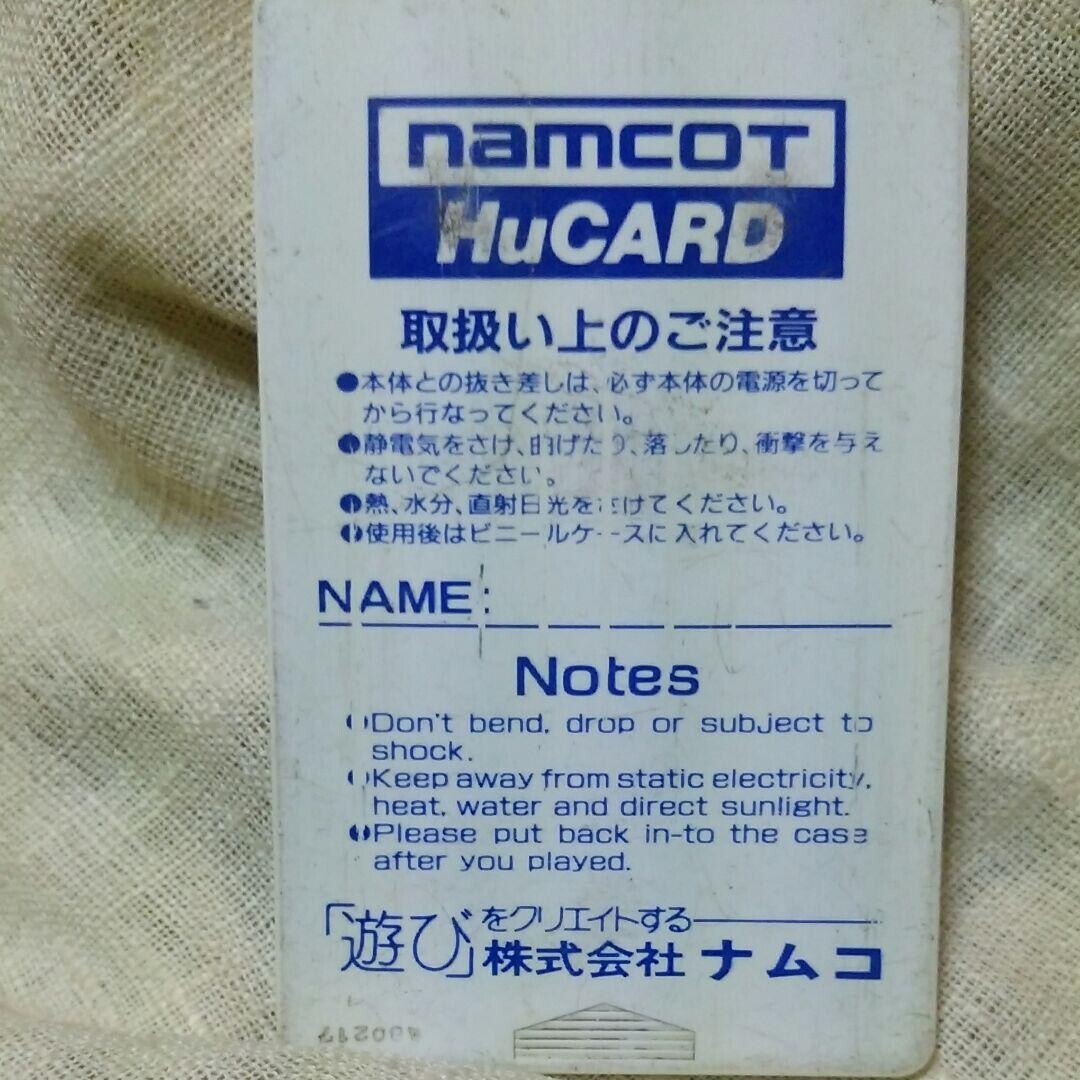 namcot
HuCARD
取扱い上のご注意
●本体との抜き差しは、必ず本体の電源を切って
から行なってください。
●静電気をさけ、曲げたり、落したり、衝撃を与え
ないでください。
●熱、水分、直射日光をさけてください。
●使用後はビニールケースに入れてください。
NAME:
Notes
●Don't bend, drop or subject to
shock.
●Keep away from static electricity,
heat, water and direct sunlight.
●Please put back in-to the case
after you played.
「遊び」をクリエイトする
株式会社ナムコ